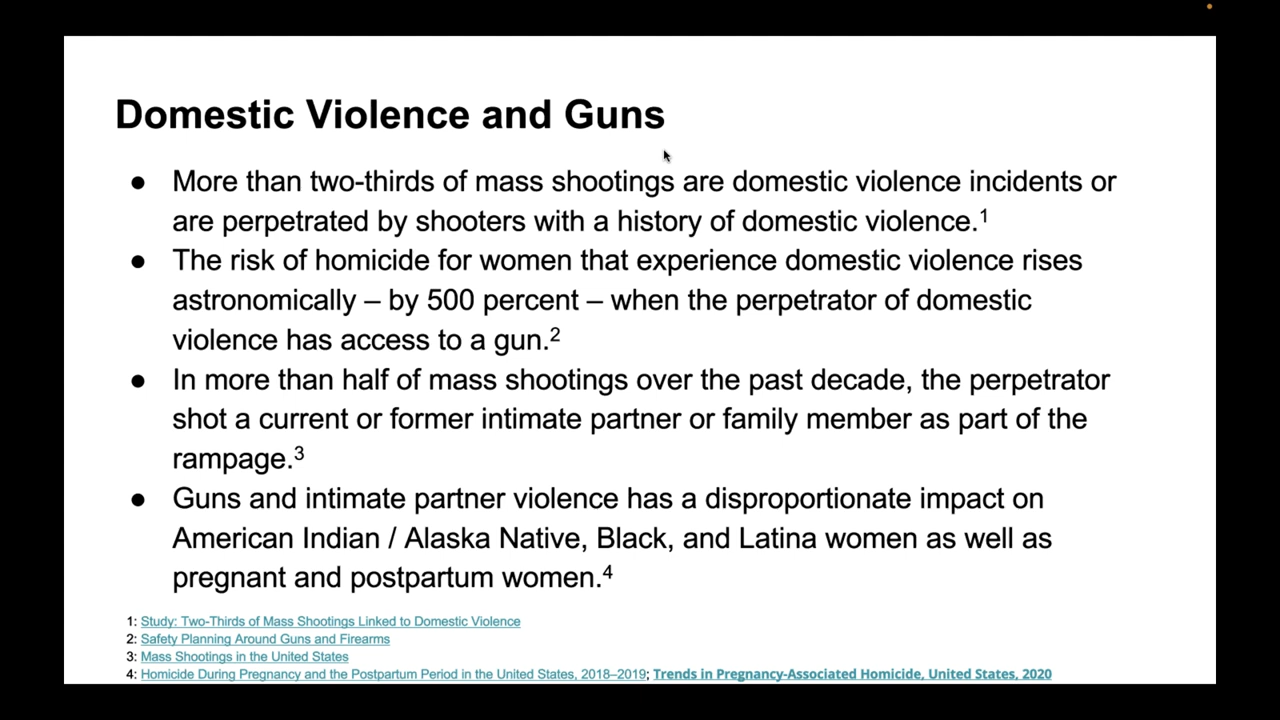 Domestic Violence and Guns
● More than two-thirds of mass shootings are domestic violence incidents or
are perpetrated by shooters with a history of domestic violence.¹
● The risk of homicide for women that experience domestic violence rises
astronomically – by 500 percent – when the perpetrator of domestic
violence has access to a gun.²
● In more than half of mass shootings over the past decade, the perpetrator
shot a current or former intimate partner or family member as part of the
rampage.³
● Guns and intimate partner violence has a disproportionate impact on
American Indian / Alaska Native, Black, and Latina women as well as
pregnant and postpartum women.⁴
1: Study: Two-Thirds of Mass Shootings Linked to Domestic Violence
2: Safety Planning Around Guns and Firearms
3: Mass Shootings in the United States
4: Homicide During Pregnancy and the Postpartum Period in the United States, 2018–2019; Trends in Pregnancy-Associated Homicide, United States, 2020